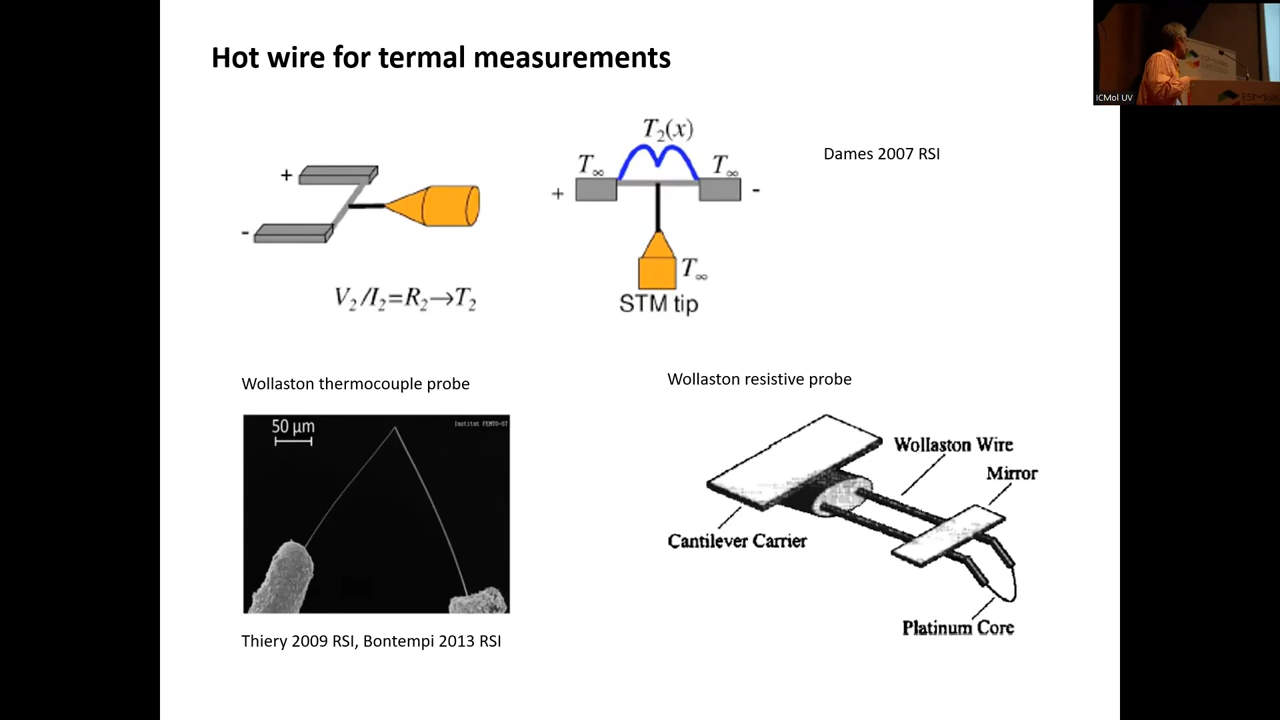 Hot wire for termal measurements
ICMol UV
T₂(x)
Dames 2007 RSI
T∞
T∞
+
+
-
-
T∞
V₂/I₂=R₂→T₂
STM tip
Wollaston thermocouple probe
Wollaston resistive probe
50 µm
Institut FEMTO-ST
Wollaston Wire
Mirror
Cantilever Carrier
Platinum Core
Thiery 2009 RSI, Bontempi 2013 RSI